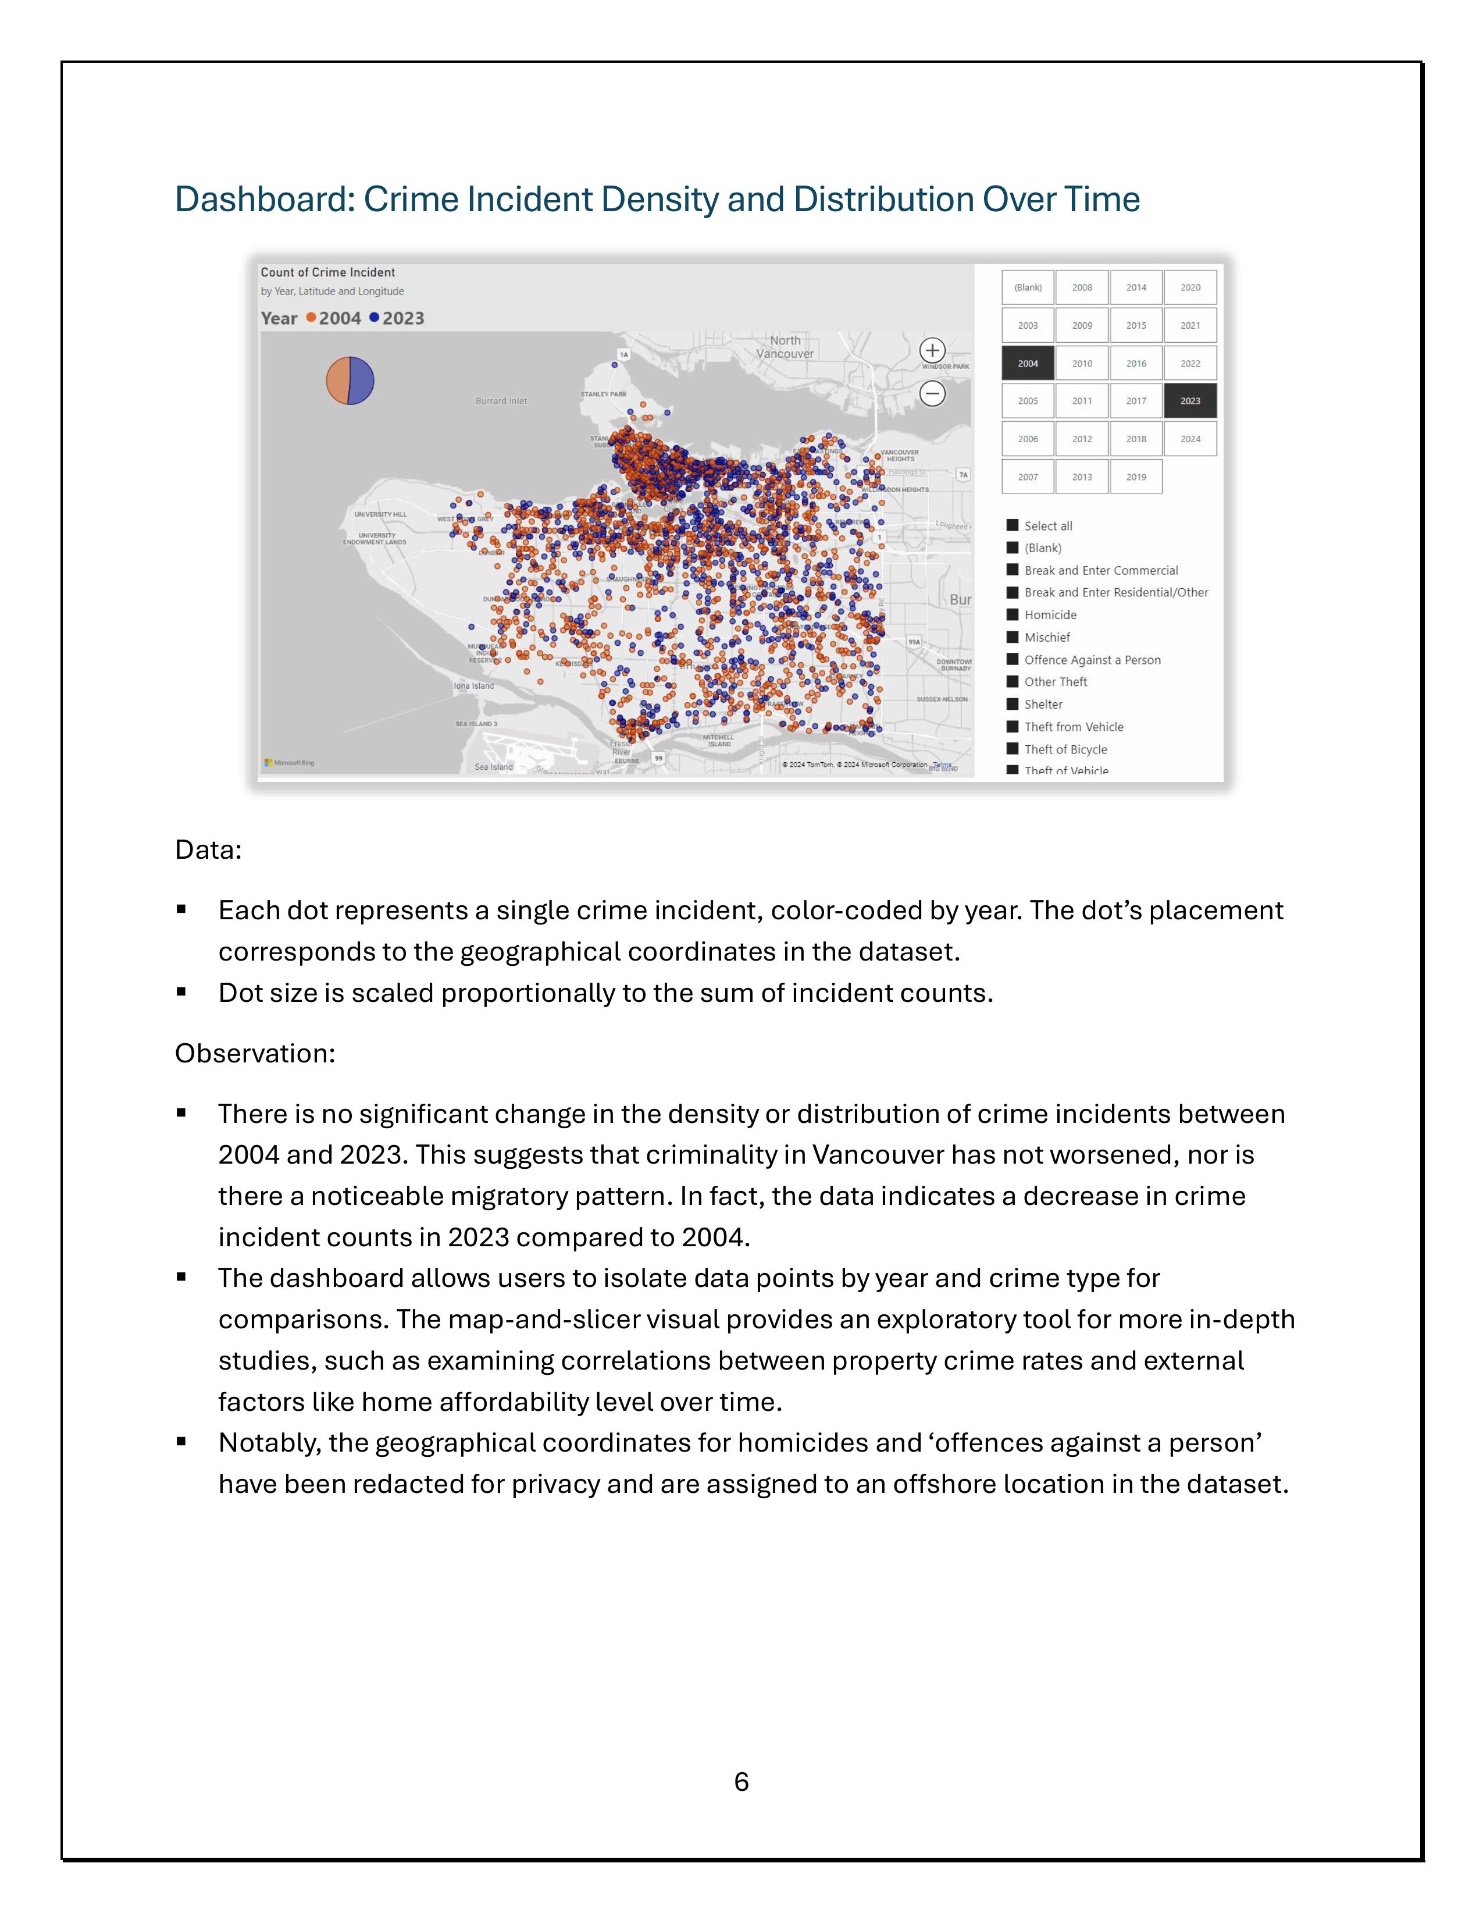 Dashboard: Crime Incident Density and Distribution Over Time
Count of Crime Incident
by Year, Latitude and Longitude
Year 2004 2023
North
Vancouver
1A
WINDSOR PARK
Burrard Inlet
STANLEY PARK
VANCOUVER
HEIGHTS
Hastings St
7A
UNIVERSITY HILL
UNIVERSITY
ENDOWMENT LANDS
1
Bur
99A
DOWNTOWN
BURNABY
Iona Island
SUSSEX-NELSON
SEA ISLAND 3
MITCHELL
ISLAND
Fraser
River
EBURNE
99
Sea Island
Microsoft Bing
© 2024 TomTom, © 2024 Microsoft Corporation Terms
(Blank) 2008 2014 2020
2003 2009 2015 2021
2004 2010 2016 2022
2005 2011 2017 2023
2006 2012 2018 2024
2007 2013 2019
Select all
(Blank)
Break and Enter Commercial
Break and Enter Residential/Other
Homicide
Mischief
Offence Against a Person
Other Theft
Shelter
Theft from Vehicle
Theft of Bicycle
Theft of Vehicle
Data:
▪ Each dot represents a single crime incident, color-coded by year. The dot’s placement
corresponds to the geographical coordinates in the dataset.
▪ Dot size is scaled proportionally to the sum of incident counts.
Observation:
▪ There is no significant change in the density or distribution of crime incidents between
2004 and 2023. This suggests that criminality in Vancouver has not worsened, nor is
there a noticeable migratory pattern. In fact, the data indicates a decrease in crime
incident counts in 2023 compared to 2004.
▪ The dashboard allows users to isolate data points by year and crime type for
comparisons. The map-and-slicer visual provides an exploratory tool for more in-depth
studies, such as examining correlations between property crime rates and external
factors like home affordability level over time.
▪ Notably, the geographical coordinates for homicides and ‘offences against a person’
have been redacted for privacy and are assigned to an offshore location in the dataset.
6